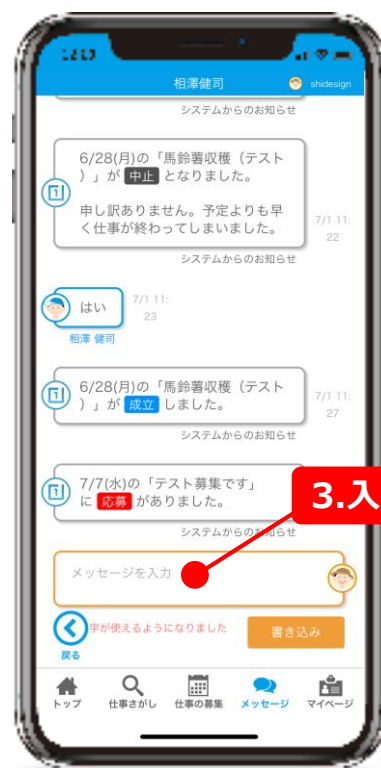 12:17
相澤健司
shidesign
システムからのお知らせ
6/28(月)の「馬鈴薯収穫（テスト
）」が 中止 となりました。
申し訳ありません。予定よりも早
く仕事が終わってしまいました。
7/1 11:
22
システムからのお知らせ
はい
7/1 11:
23
相澤 健司
6/28(月)の「馬鈴薯収穫（テスト
）」が 成立 しました。
7/1 11:
27
システムからのお知らせ
7/7(水)の「テスト募集です」
に 応募 がありました。
3.入
システムからのお知らせ
メッセージを入力
字が使えるようになりました
書き込み
戻る
トップ
仕事さがし
仕事の募集
メッセージ
マイページ